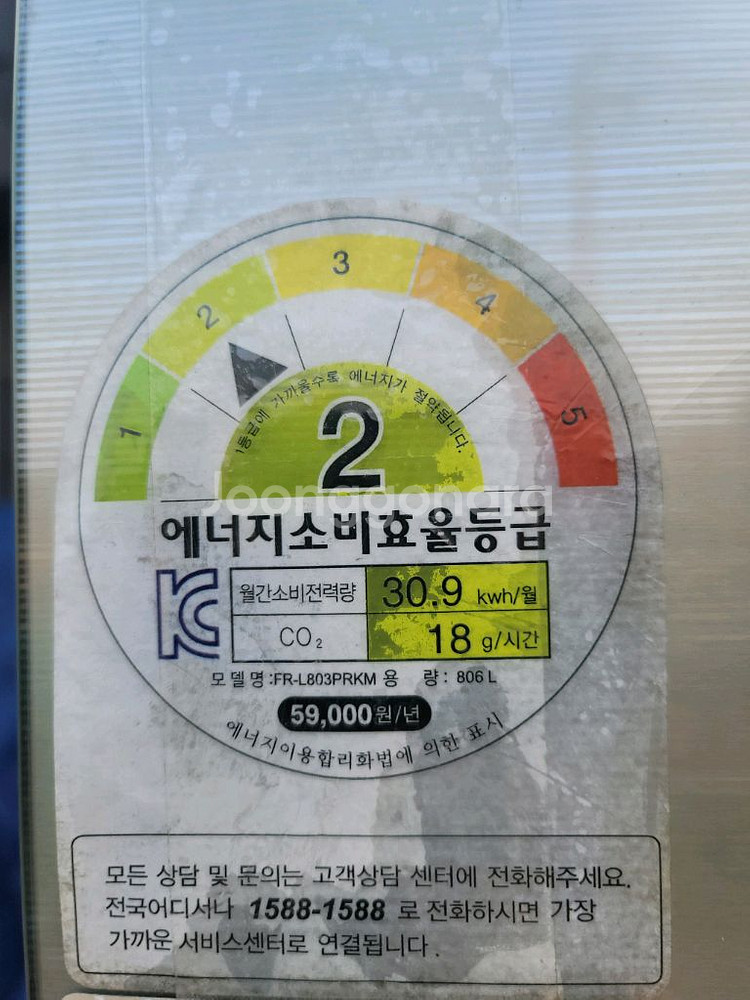 1
2
3
4
5
1등급에 가까울수록 에너지가 절약됩니다.
2
Joonggonara
에너지소비효율등급
KC
월간소비전력량 30.9 kwh/월
CO₂ 18 g/시간
모델명:FR-L803PRKM 용 량: 806 L
59,000원/년
에너지이용합리화법에 의한 표시
모든 상담 및 문의는 고객상담 센터에 전화해주세요.
전국어디서나 1588-1588 로 전화하시면 가장
가까운 서비스센터로 연결됩니다.